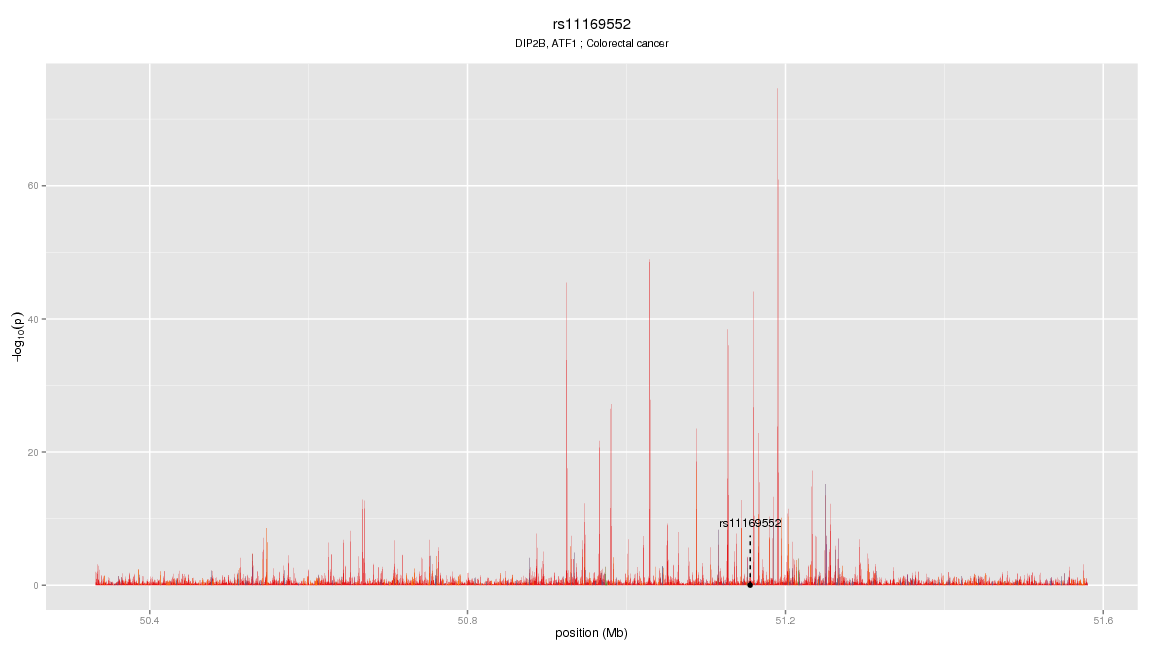 rs11169552
DIP2B, ATF1 ; Colorectal cancer
60
40
20
0
−log10(p)
rs11169552
50.4
50.8
51.2
51.6
position (Mb)